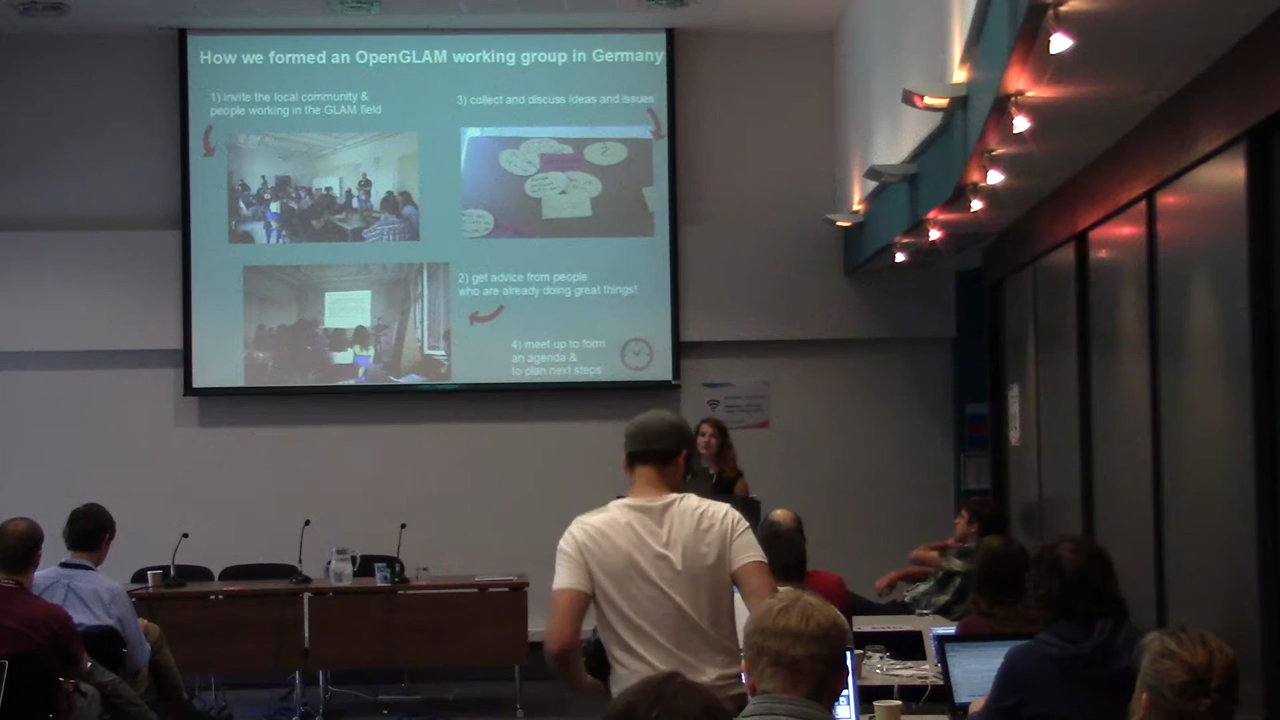 How we formed an OpenGLAM working group in Germany
1) invite the local community &
people working in the GLAM field
3) collect and discuss ideas and issues
2) get advice from people
who are already doing great things!
4) meet up to form
an agenda &
to plan next steps